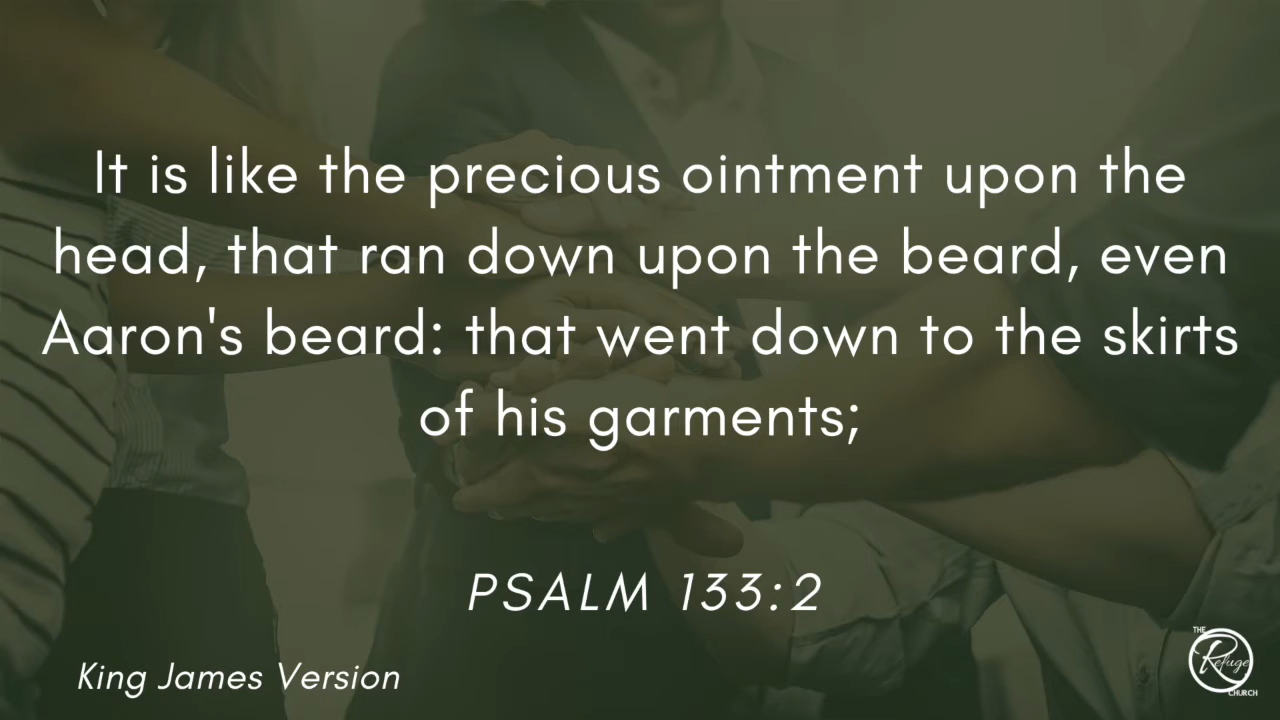 It is like the precious ointment upon the
head, that ran down upon the beard, even
Aaron's beard: that went down to the skirts
of his garments;
PSALM 133:2
King James Version
THE
Refuge
CHURCH